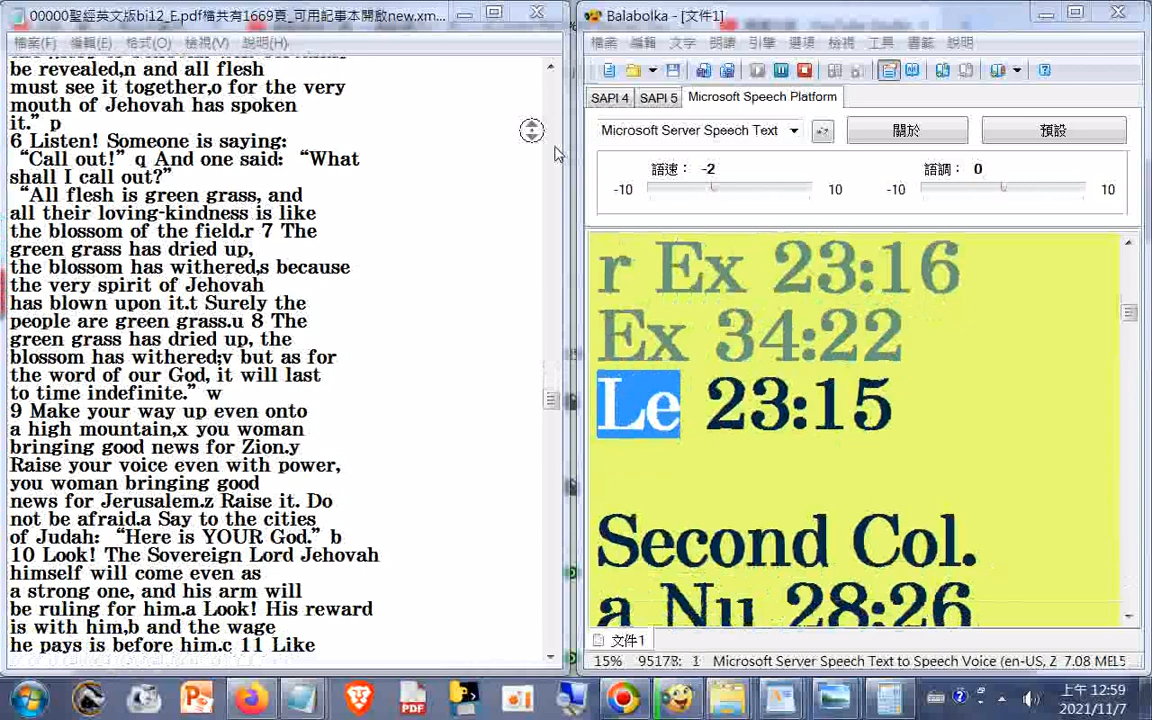 00000聖經英文版bi12_E.pdf檔共有1669頁_可用記事本開啟new.xm...
檔案(F) 編輯(E) 格式(O) 檢視(V) 說明(H)
be revealed,n and all flesh
must see it together,o for the very
mouth of Jehovah has spoken
it.” p
6 Listen! Someone is saying:
“Call out!” q And one said: “What
shall I call out?”
“All flesh is green grass, and
all their loving-kindness is like
the blossom of the field.r 7 The
green grass has dried up,
the blossom has withered,s because
the very spirit of Jehovah
has blown upon it.t Surely the
people are green grass.u 8 The
green grass has dried up, the
blossom has withered;v but as for
the word of our God, it will last
to time indefinite.” w
9 Make your way up even onto
a high mountain,x you woman
bringing good news for Zion.y
Raise your voice even with power,
you woman bringing good
news for Jerusalem.z Raise it. Do
not be afraid.a Say to the cities
of Judah: “Here is YOUR God.” b
10 Look! The Sovereign Lord Jehovah
himself will come even as
a strong one, and his arm will
be ruling for him.a Look! His reward
is with him,b and the wage
he pays is before him.c 11 Like
Balabolka - [文件1]
檔案 編輯 文字 朗讀 引擎 選項 檢視 工具 書籤 說明
SAPI 4 SAPI 5 Microsoft Speech Platform
Microsoft Server Speech Text 關於 預設
語速: -2 語調: 0
-10 10 -10 10
r Ex 23:16
Ex 34:22
Le 23:15
Second Col.
a Nu 28:26
文件1
15% 95178: 1 Microsoft Server Speech Text to Speech Voice (en-US, Z 7.08 MB
上午 12:59
2021/11/7